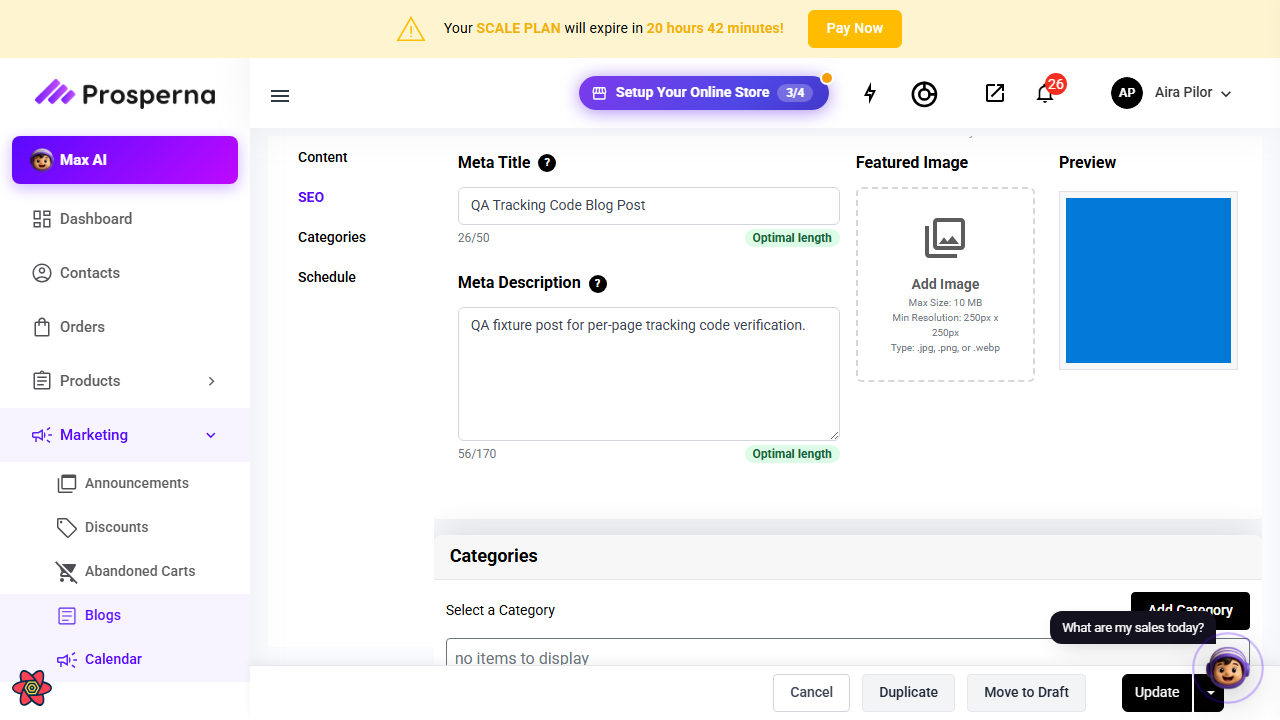 Your SCALE PLAN will expire in 20 hours 42 minutes!
Pay Now
Prosperna
Setup Your Online Store 3/4
26
AP
Aira Pilor
Max AI
Dashboard
Contacts
Orders
Products
Marketing
Announcements
Discounts
Abandoned Carts
Blogs
Calendar
Content
SEO
Categories
Schedule
Meta Title ?
QA Tracking Code Blog Post
26/50
Optimal length
Meta Description ?
QA fixture post for per-page tracking code verification.
56/170
Optimal length
Featured Image
Add Image
Max Size: 10 MB
Min Resolution: 250px x
250px
Type: .jpg, .png, or .webp
Preview
Categories
Select a Category
Add Category
What are my sales today?
no items to display
Cancel
Duplicate
Move to Draft
Update